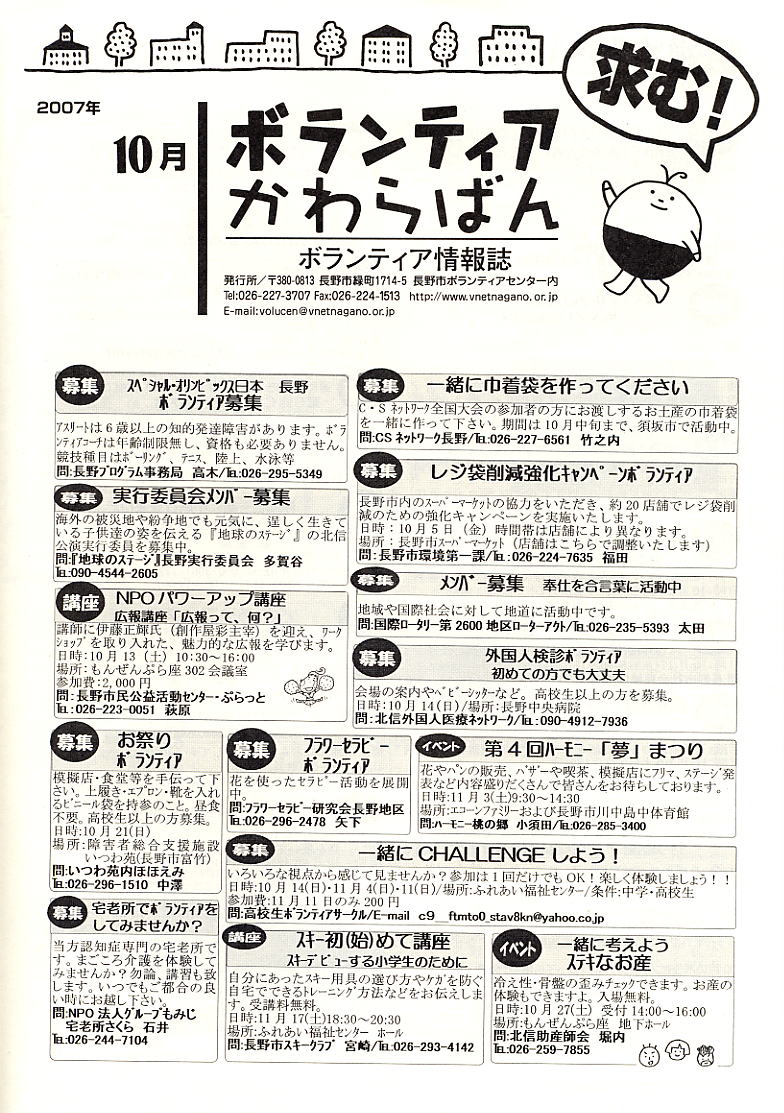 求む!
2007年
10月
ボランティア
かわらばん
ボランティア情報誌
発行所／〒380-0813 長野市緑町1714-5 長野市ボランティアセンター内
Tel:026-227-3707 Fax:026-224-1513 http://www.vnetnagano.or.jp
E-mail:volucen@vnetnagano.or.jp
募集 スペシャル・オリンピックス日本 長野
ボランティア募集
アスリートは6歳以上の知的発達障害があります。ボラ
ンティアコーチは年齢制限無し、資格も必要ありません。
競技種目はボーリング、テニス、陸上、水泳等
問:長野プログラム事務局 高木/℡026-295-5349
募集 実行委員会メンバー募集
海外の被災地や紛争地でも元気に、逞しく生きて
いる子供達の姿を伝える『地球のステージ』の北信
公演実行委員を募集中。
問:『地球のステージ』長野実行委員会 多賀谷
℡090-4544-2605
講座 NPOパワーアップ講座
広報講座「広報って、何?」
講師に伊藤正輝氏（創作屋彩主宰）を迎え、ワーク
ショップを取り入れた、魅力的な広報を学びます。
日時:10月13（土）10:30～16:00
場所:もんぜんぷら座302会議室
参加費:2,000円
問:長野市民公益活動センター・ぷらっと
℡026-223-0051 萩原
募集 一緒に巾着袋を作ってください
C・Sネットワーク全国大会の参加者の方にお渡しするお土産の巾着袋
を一緒に作って下さい。期間は10月中旬まで、須坂市で活動中。
問:CSネットワーク長野/℡026-227-6561 竹之内
募集 レジ袋削減強化キャンペーンボランティア
長野市内のスーパーマーケットの協力をいただき、約20店舗でレジ袋削
減のための強化キャンペーンを実施いたします。
日時：10月5日（金）時間帯は店舗により異なります。
場所：長野市スーパーマーケット（店舗はこちらで調整いたします）
問:長野市環境第一課/℡026-224-7635 福田
募集 メンバー募集 奉仕を合言葉に活動中
地域や国際社会に対して地道に活動中です。
問:国際ロータリー第2600地区ローターアクト/℡026-235-5393 太田
募集 外国人検診ボランティア
初めての方でも大丈夫
会場の案内やベビーシッターなど。高校生以上の方を募集。
日時:10月14(日)/場所:長野中央病院
問:北信外国人医療ネットワーク/℡090-4912-7936
募集 お祭り
ボランティア
模擬店・食堂等を手伝って下
さい。上履き・エプロン・靴を入れ
るビニール袋を持参のこと。昼食
不要。高校生以上の方募集。
日時:10月21(日)
場所:障害者総合支援施設
いつわ苑(長野市富竹)
問:いつわ苑内ほほえみ
℡026-296-1510 中澤
募集 フラワーセラピー
ボランティア
花を使ったセラピー活動を展開
中。
問:フラワーセラピー研究会長野地区
℡026-296-2478 矢下
イベント 第4回ハーモニー「夢」まつり
花やパンの販売、バザーや喫茶、模擬店にフリマ、ステージ発
表など内容盛りだくさんで皆さんをお待ちしております。
日時:11月3(土)9:30～14:30
場所:エコーンファミリーおよび長野市川中島中体育館
問:ハーモニー桃の郷 小須田/℡026-285-3400
募集 一緒にCHALLENGEしよう!
いろいろな視点から感じて見ませんか?参加は1回だけでもOK!楽しく体験しましょう!!
日時:10月14(日)・11月4(日)・11(日)/場所:ふれあい福祉センター/条件:中学・高校生
参加費:11月11日のみ200円
問:高校生ボランティアサークル/E-mail c9__ftmto0_stav8kn@yahoo.co.jp
募集 宅老所でボランティアを
してみませんか?
当方認知症専門の宅老所で
す。まごころ介護を体験して
みませんか?勿論、講習も致
します。いつでもご都合の良
い時にお越し下さい。
問:NPO法人グループもみじ
宅老所さくら 石井
℡026-244-7104
講座 スキー初(始)めて講座
スキーデビューする小学生のために
自分にあったスキー用具の選び方やケガを防ぐ
自宅でできるトレーニング方法などをお伝えしま
す。受講料無料。
日時:11月17(土)18:30～20:30
場所:ふれあい福祉センター ホール
問:長野市スキークラブ 宮崎/℡026-293-4142
イベント 一緒に考えよう
ステキなお産
冷え性・骨盤の歪みチェックできます。お産の
体験もできますよ。入場無料。
日時:10月27(土) 受付14:00～16:00
場所:もんぜんぷら座 地下ホール
問:北信助産師会 堀内
℡026-259-7855